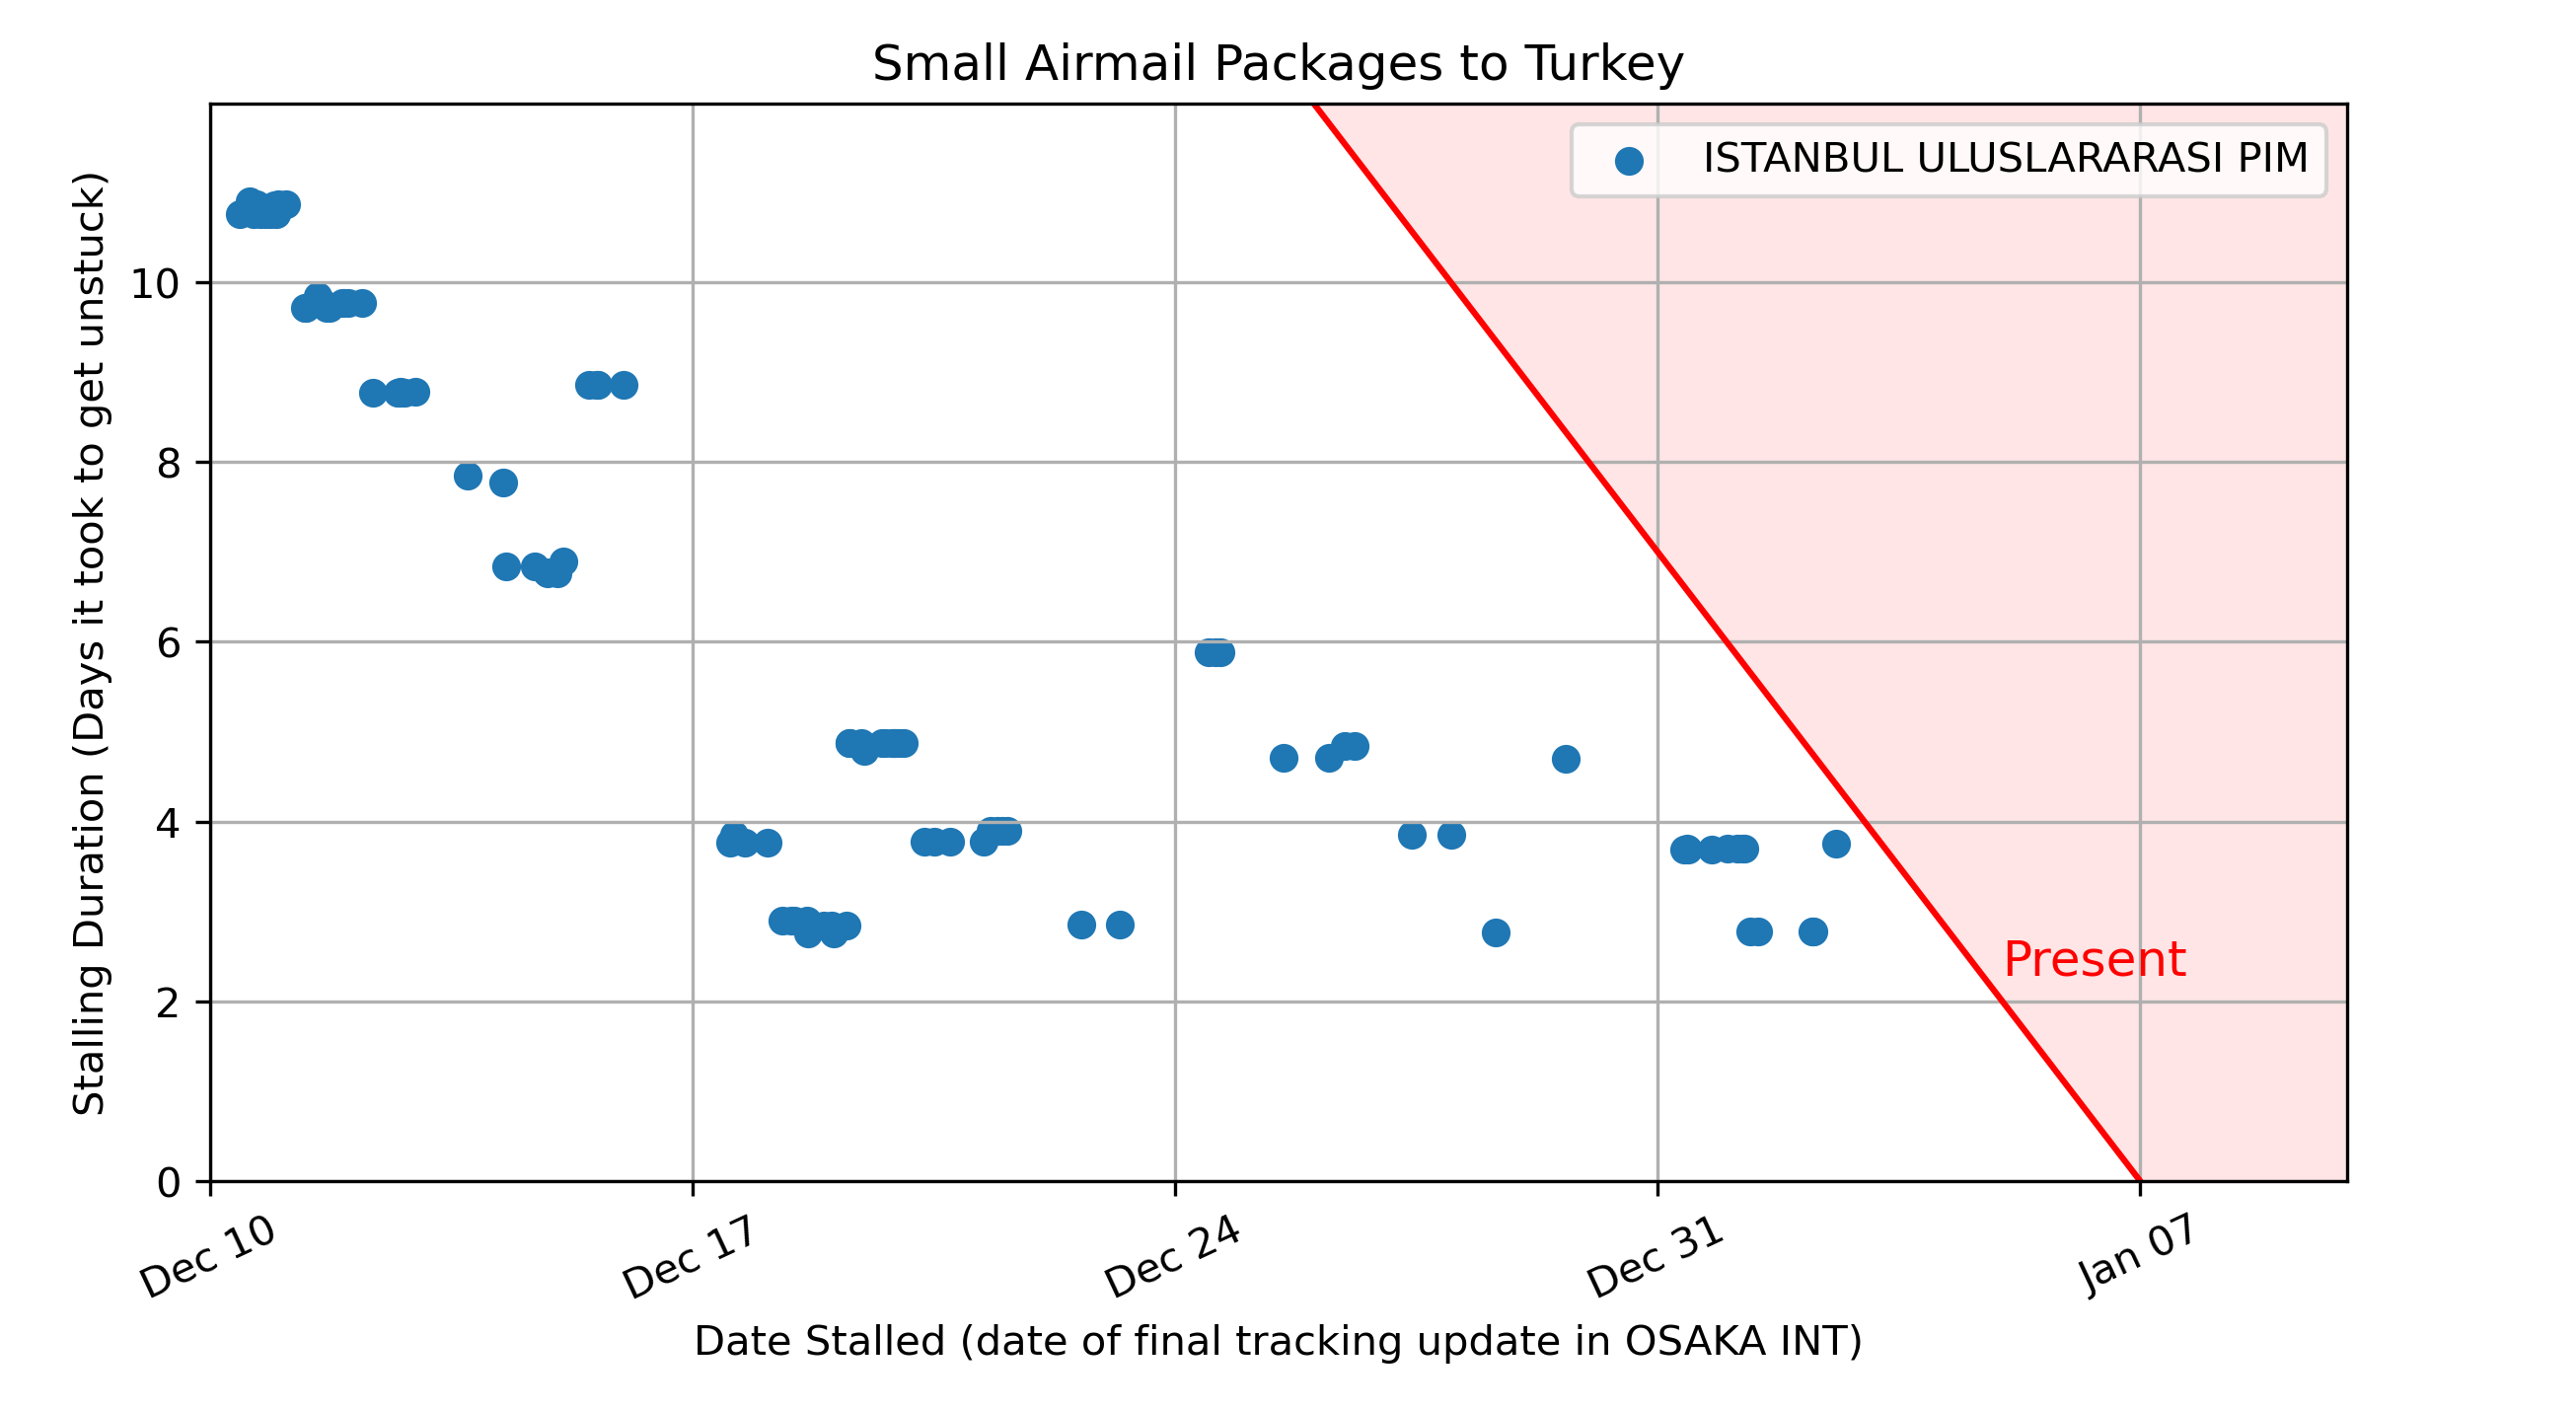 Small Airmail Packages to Turkey
ISTANBUL ULUSLARARASI PIM
Stalling Duration (Days it took to get unstuck)
10
8
6
4
2
0
Present
Dec 10
Dec 17
Dec 24
Dec 31
Jan 07
Date Stalled (date of final tracking update in OSAKA INT)